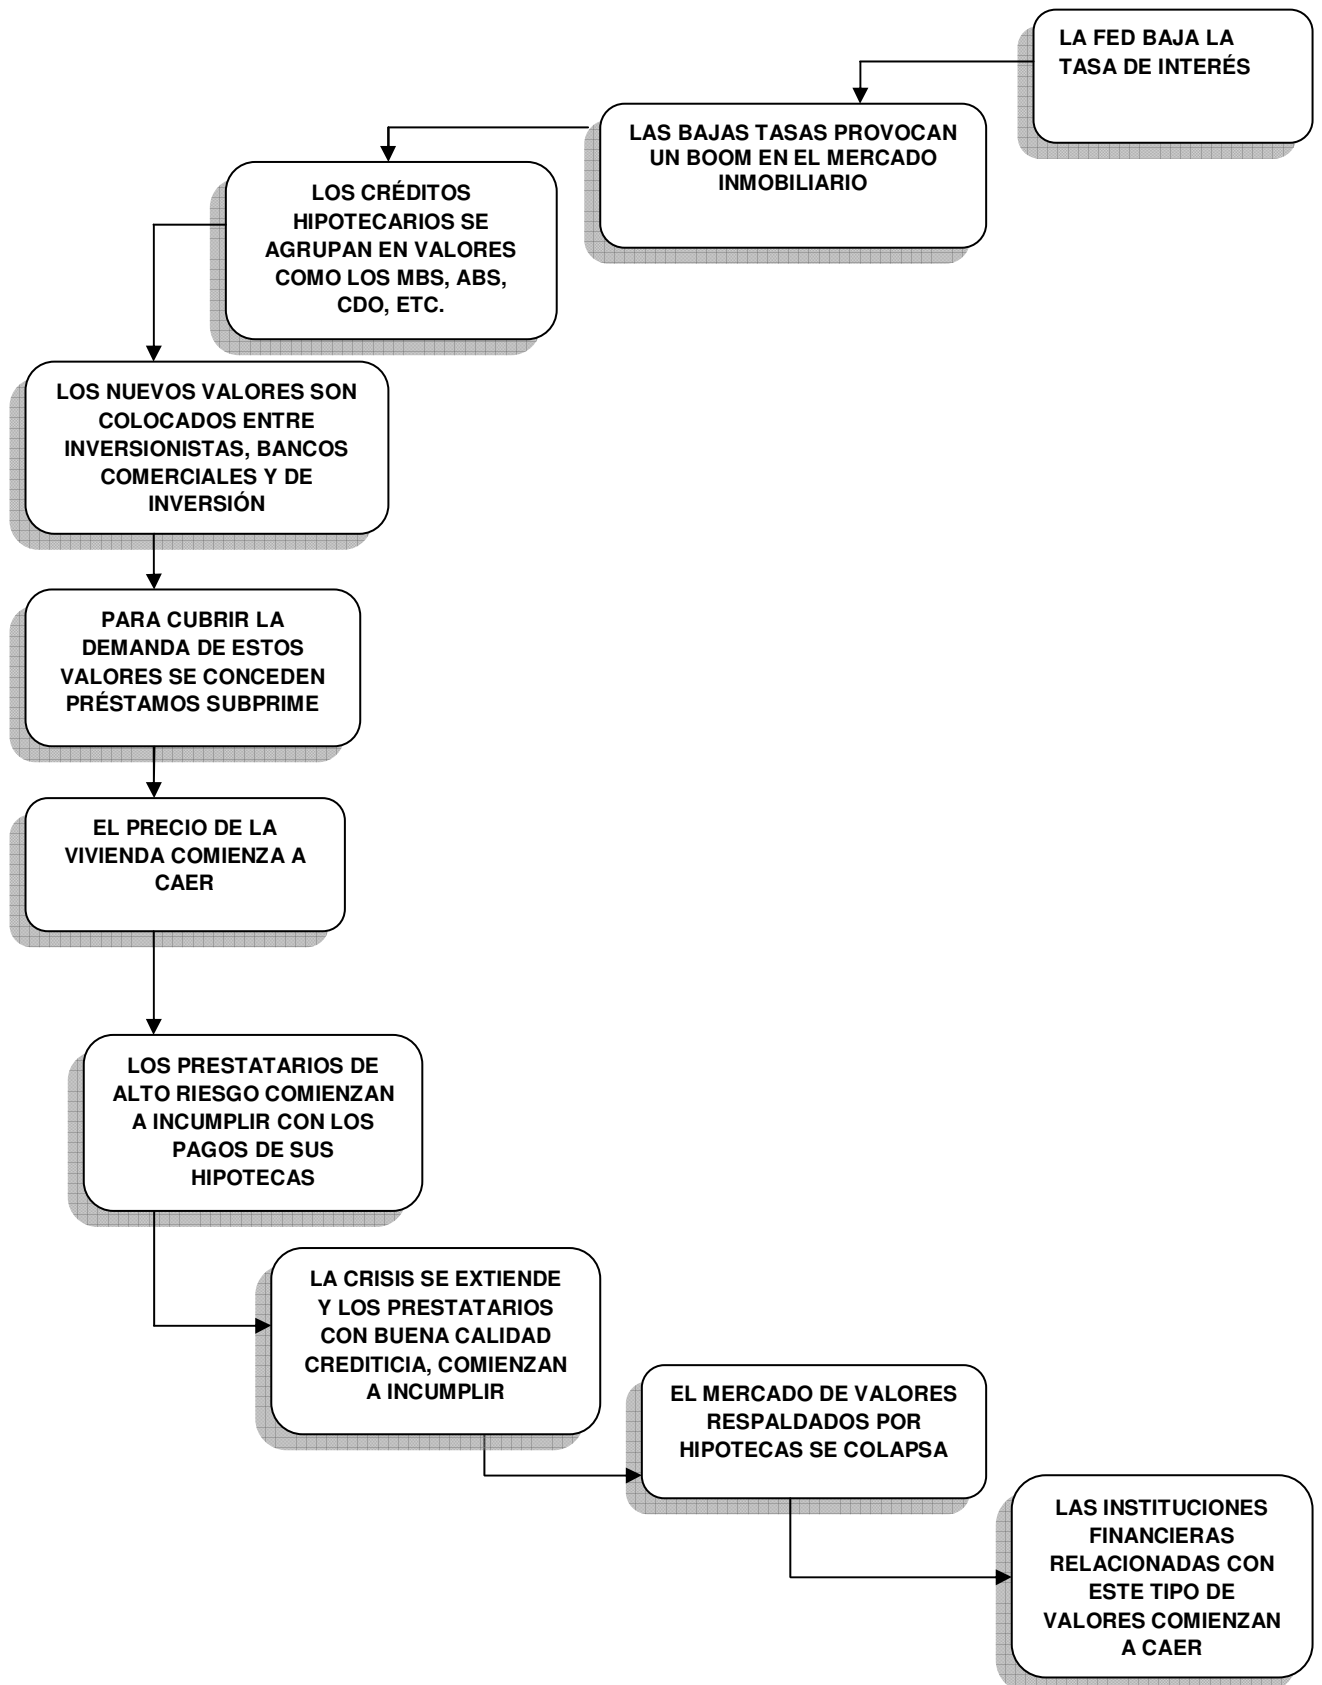 LA FED BAJA LA
TASA DE INTERÉS
LAS BAJAS TASAS PROVOCAN
UN BOOM EN EL MERCADO
INMOBILIARIO
LOS CRÉDITOS
HIPOTECARIOS SE
AGRUPAN EN VALORES
COMO LOS MBS, ABS,
CDO, ETC.
LOS NUEVOS VALORES SON
COLOCADOS ENTRE
INVERSIONISTAS, BANCOS
COMERCIALES Y DE
INVERSIÓN
PARA CUBRIR LA
DEMANDA DE ESTOS
VALORES SE CONCEDEN
PRÉSTAMOS SUBPRIME
EL PRECIO DE LA
VIVIENDA COMIENZA A
CAER
LOS PRESTATARIOS DE
ALTO RIESGO COMIENZAN
A INCUMPLIR CON LOS
PAGOS DE SUS
HIPOTECAS
LA CRISIS SE EXTIENDE
Y LOS PRESTATARIOS
CON BUENA CALIDAD
CREDITICIA, COMIENZAN
A INCUMPLIR
EL MERCADO DE VALORES
RESPALDADOS POR
HIPOTECAS SE COLAPSA
LAS INSTITUCIONES
FINANCIERAS
RELACIONADAS CON
ESTE TIPO DE
VALORES COMIENZAN
A CAER